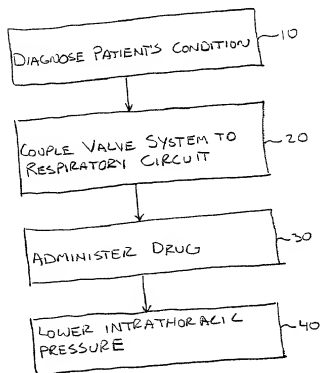 DIAGNOSE PATIENT'S CONDITION
10
COUPLE VALVE SYSTEM TO
RESPIRATORY CIRCUIT
20
ADMINISTER DRUG
30
LOWER INTRATHORACIC
PRESSURE
40